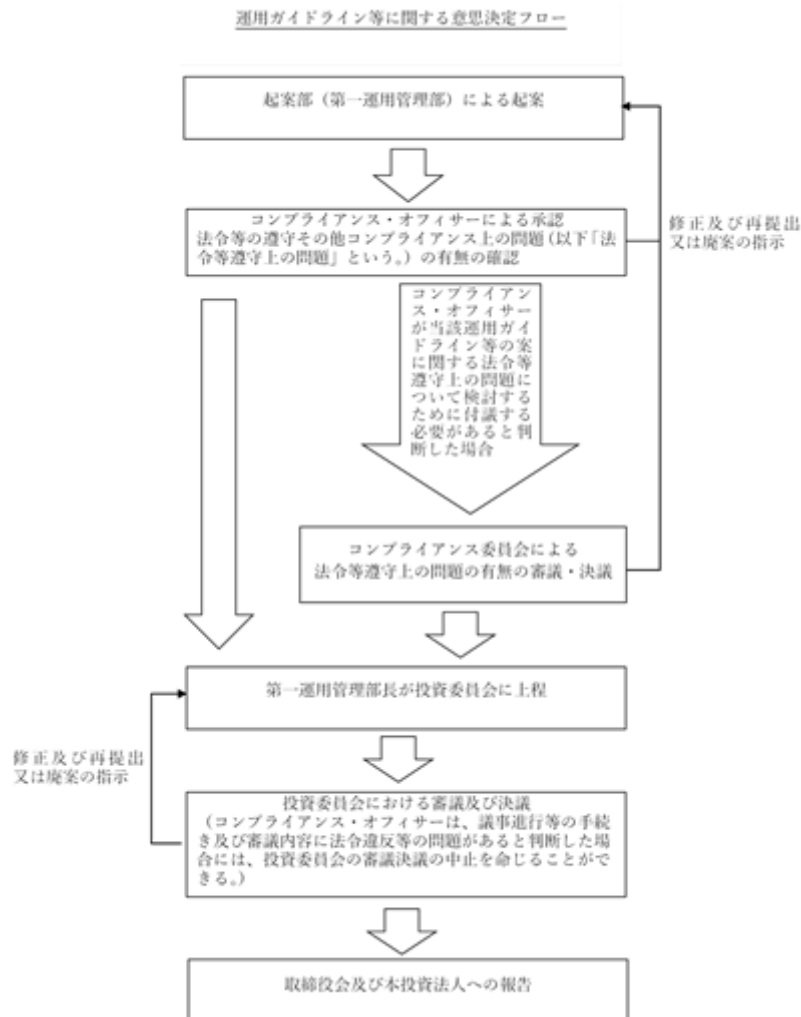 運用ガイドライン等に関する意思決定フロー
起案部（第一運用管理部）による起案
コンプライアンス・オフィサーによる承認
法令等の遵守その他コンプライアンス上の問題（以下「法
令等遵守上の問題」という。）の有無の確認
修正及び再提出
又は廃案の指示
コンプライアン
ス・オフィサー
が当該運用ガイ
ドライン等の案
に関する法令等
遵守上の問題に
ついて検討する
ために付議する
必要があると判
断した場合
コンプライアンス委員会による
法令等遵守上の問題の有無の審議・決議
第一運用管理部長が投資委員会に上程
修正及び再提出
又は廃案の指示
投資委員会における審議及び決議
（コンプライアンス・オフィサーは、議事進行等の手続
き及び審議内容に法令違反等の問題があると判断した場
合には、投資委員会の審議決議の中止を命じることがで
きる。）
取締役会及び本投資法人への報告